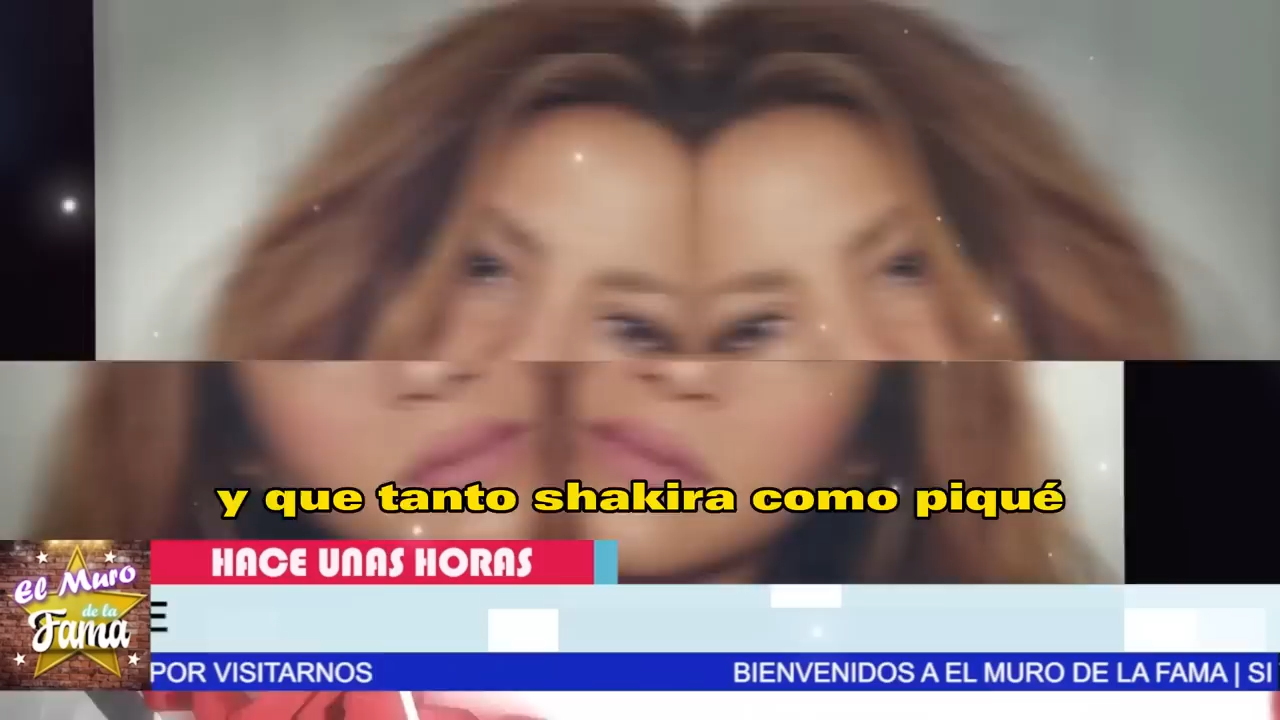 y que tanto shakira como piqué
HACE UNAS HORAS
El Muro
de la
Fama
E
POR VISITARNOS
BIENVENIDOS A EL MURO DE LA FAMA | SI